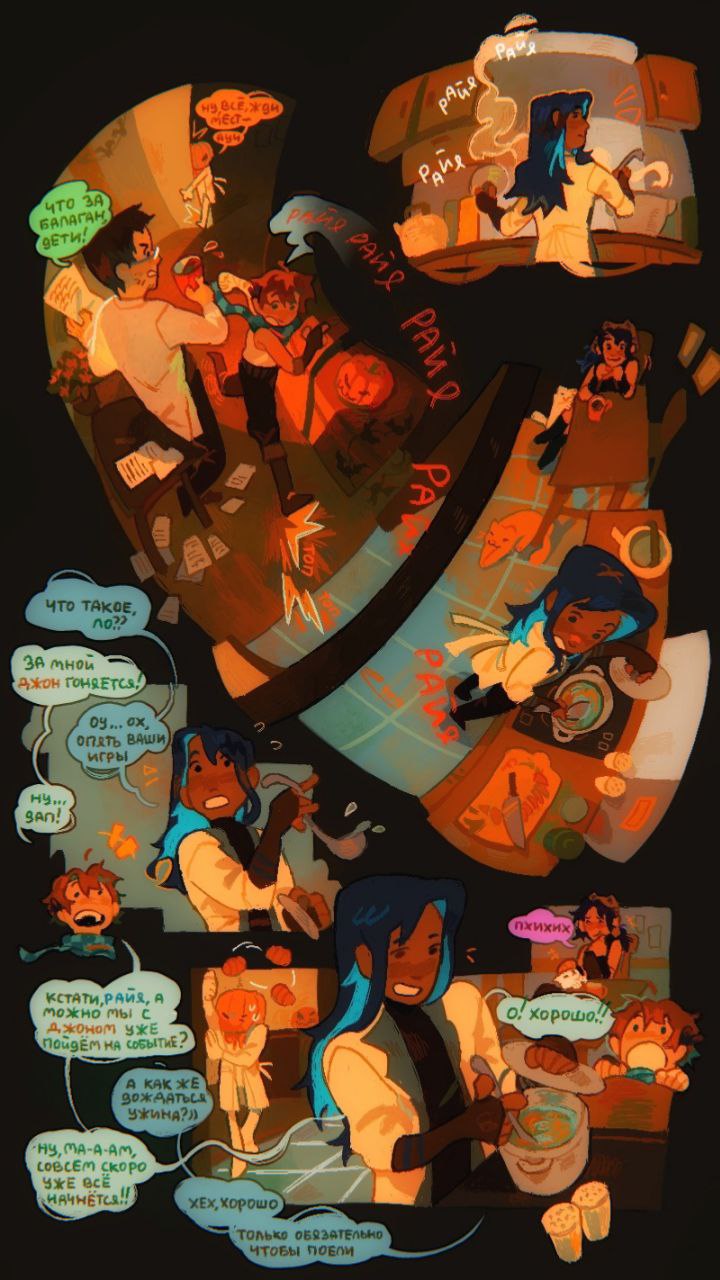 РАЙЯ
РАЙЯ
РАЙЯ
НУ ВСЁ, ЖДИ
МЕСТ—
АУИ
ЧТО ЗА
БАЛАГАН,
ДЕТИ!
РАЙЯ РАЙЯ РАЙЯ
РАЙЯ
РАЙЯ
ТОП
ТОП
ЧТО ТАКОЕ,
ЛО??
ЗА МНОЙ
ДЖОН ГОНЯЕТСЯ!
ОУ... ОХ,
ОПЯТЬ ВАШИ
ИГРЫ
НУ...
ДАП!
ПХИХИХ
КСТАТИ, РАЙЯ, А
МОЖНО МЫ С
ДЖОНОМ УЖЕ
ПОЙДЁМ НА СОБЫТИЕ?
О! ХОРОШО!!
А КАК ЖЕ
ДОЖДАТЬСЯ
УЖИНА?))
НУ, МА-А-АМ,
СОВСЕМ СКОРО
УЖЕ ВСЁ
НАЧНЁТСЯ!!
ХЕХ, ХОРОШО
ТОЛЬКО ОБЯЗАТЕЛЬНО
ЧТОБЫ ПОЕЛИ